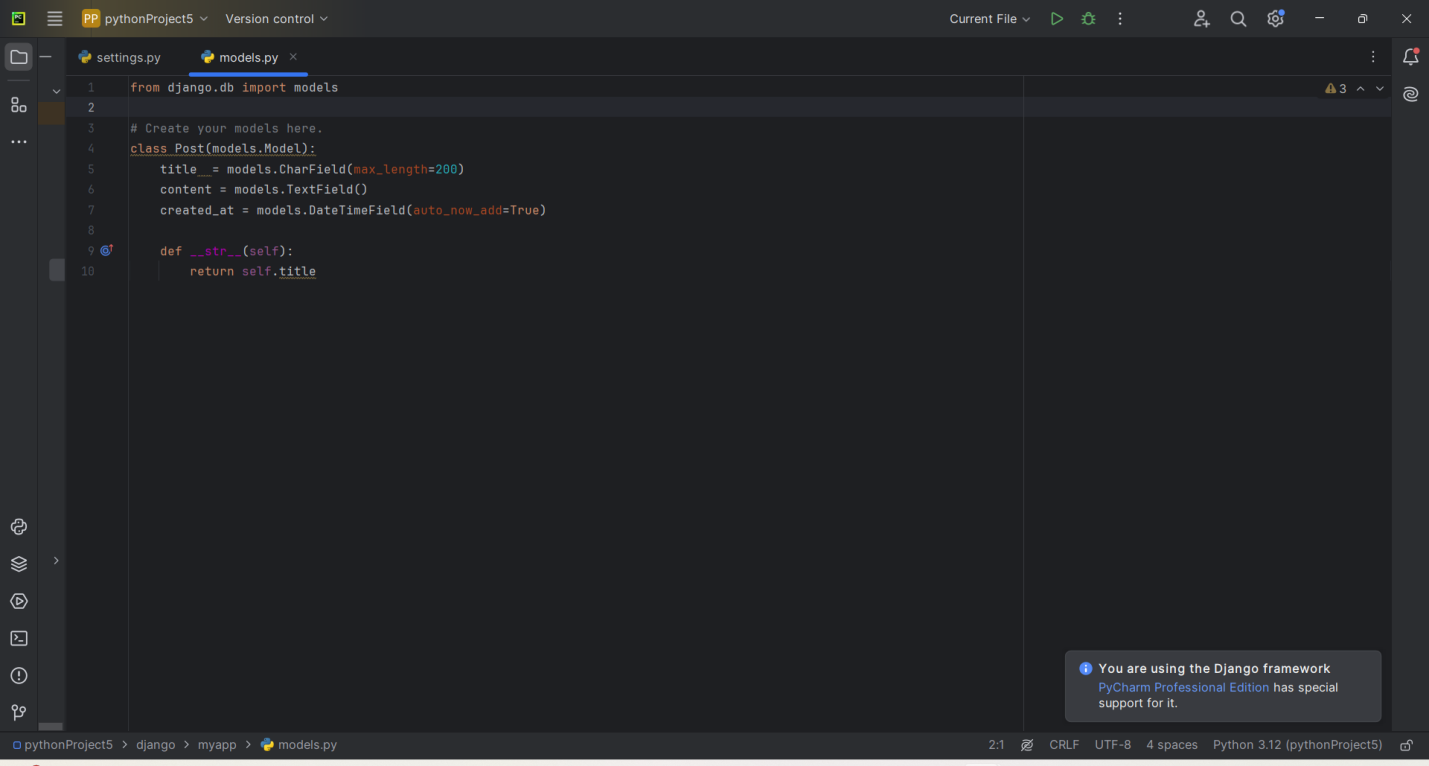 PC
PP pythonProject5 Version control Current File
settings.py models.py
1 from django.db import models
3
2
3 # Create your models here.
4 class Post(models.Model):
5 title = models.CharField(max_length=200)
6 content = models.TextField()
7 created_at = models.DateTimeField(auto_now_add=True)
8
9 def __str__(self):
10 return self.title
You are using the Django framework
PyCharm Professional Edition has special
support for it.
pythonProject5 > django > myapp > models.py 2:1 CRLF UTF-8 4 spaces Python 3.12 (pythonProject5)